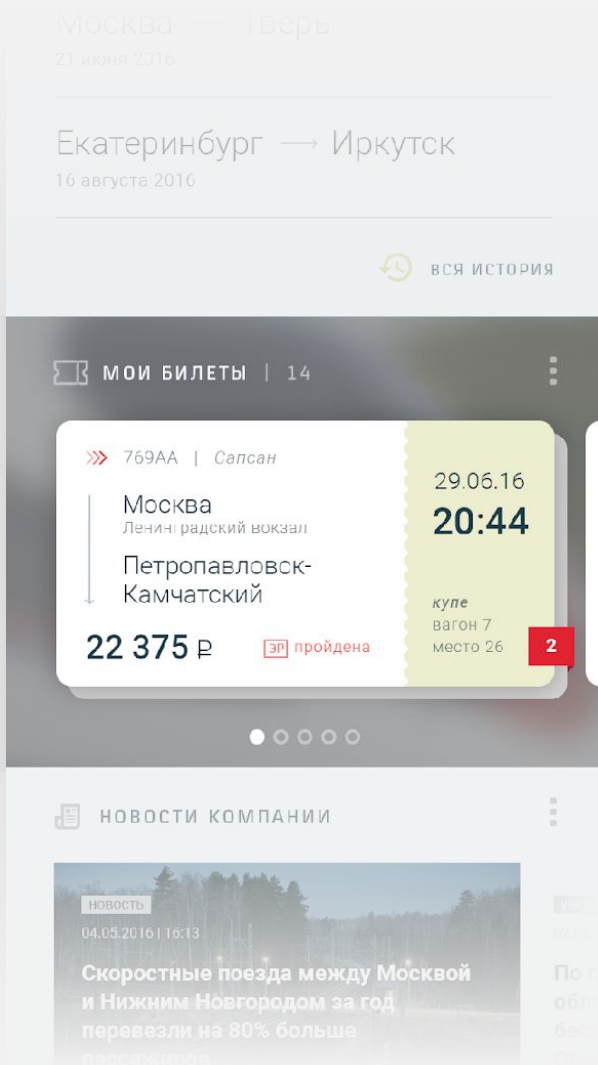 Москва → Тверь
21 июня 2016
Екатеринбург → Иркутск
16 августа 2016
ВСЯ ИСТОРИЯ
МОИ БИЛЕТЫ | 14
769АА | Сапсан
Москва
Ленинградский вокзал
Петропавловск-
Камчатский
22 375 ₽
ЭР пройдена
29.06.16
20:44
купе
вагон 7
место 26
2
НОВОСТИ КОМПАНИИ
НОВОСТЬ
04.05.2016 | 16:13
Скоростные поезда между Москвой
и Нижним Новгородом за год
перевезли на 80% больше
пассажиров
По